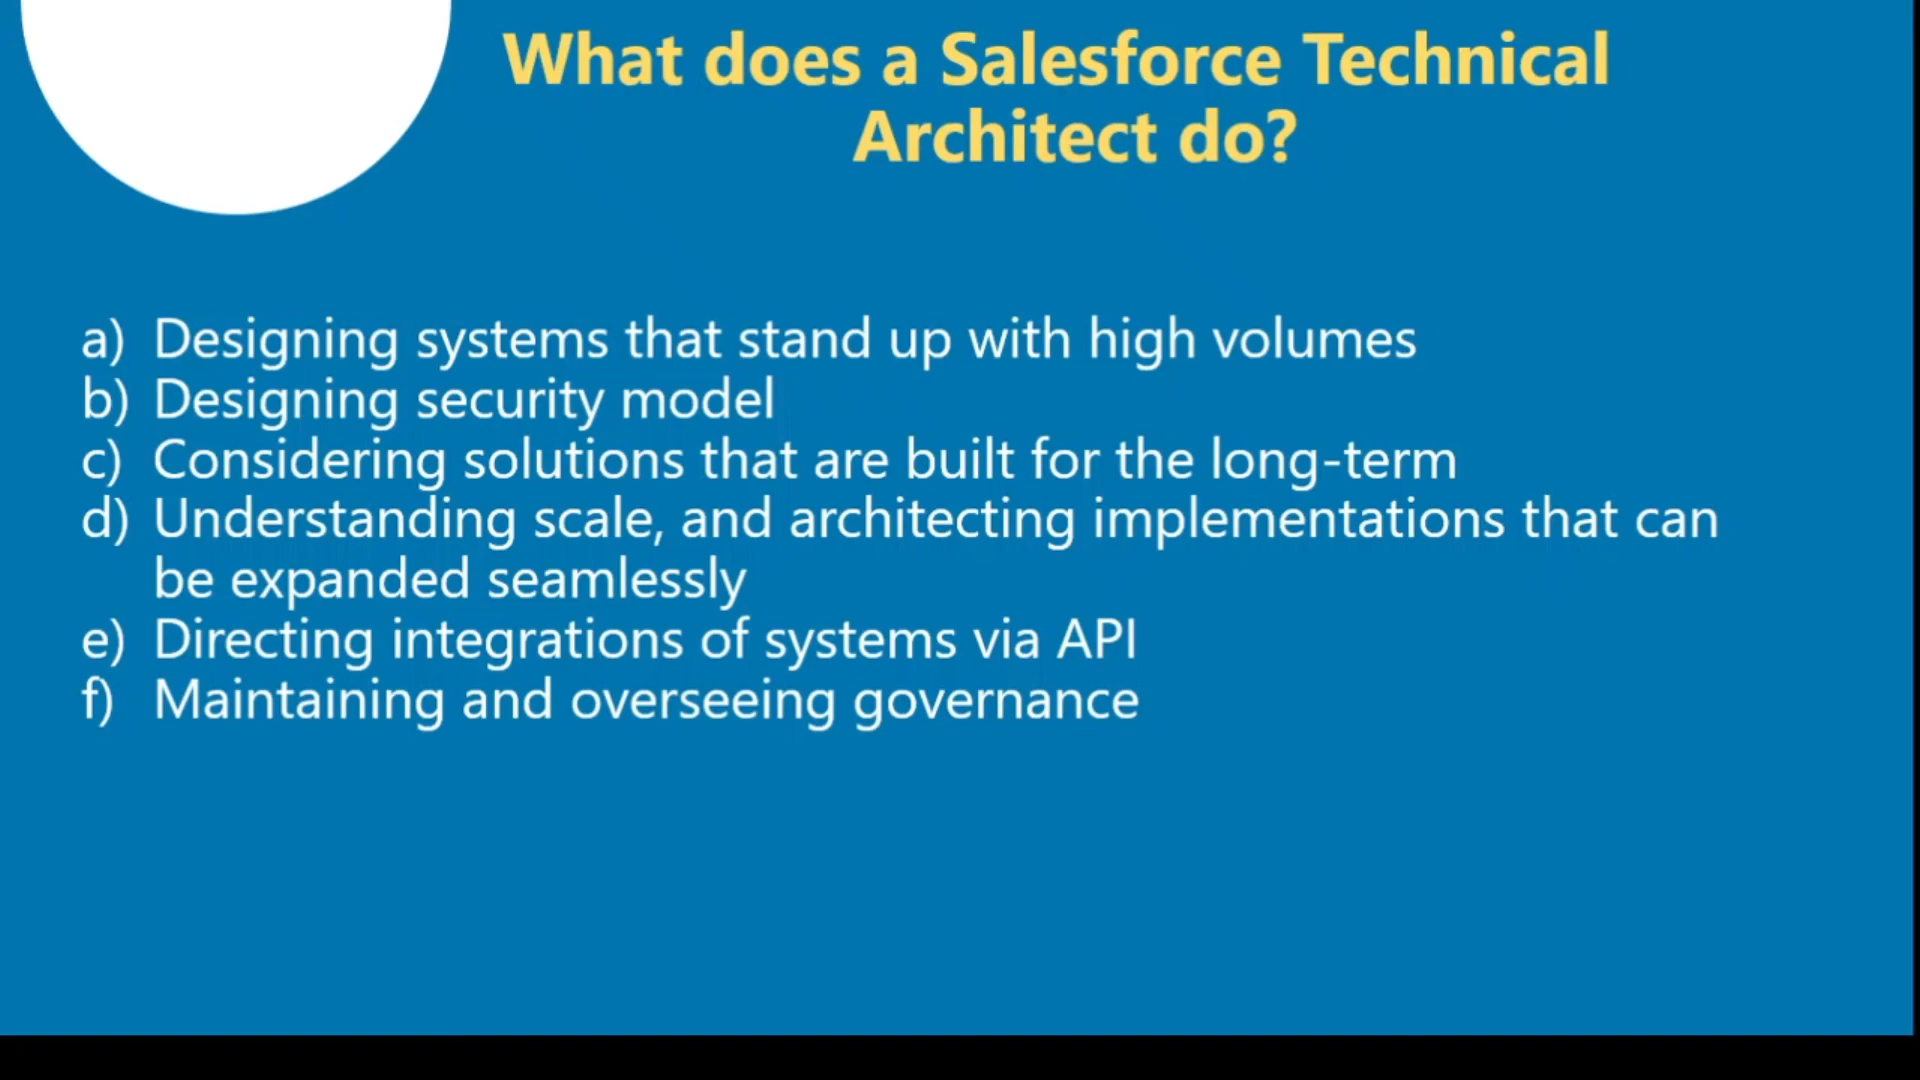 What does a Salesforce Technical
Architect do?
a) Designing systems that stand up with high volumes
b) Designing security model
c) Considering solutions that are built for the long-term
d) Understanding scale, and architecting implementations that can
be expanded seamlessly
e) Directing integrations of systems via API
f) Maintaining and overseeing governance